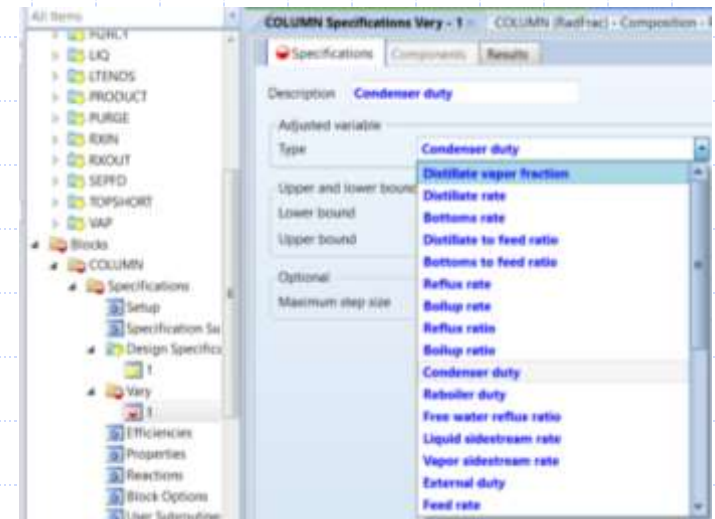 All Items
PURCY
LIQ
LTENDS
PRODUCT
PURGE
RXIN
RXOUT
SEPFD
TOPSHORT
VAP
Blocks
COLUMN
Specifications
Setup
Specification Su
Design Specifica
1
Vary
1
Efficiencies
Properties
Reactions
Block Options
User Subroutine
COLUMN Specifications Vary - 1
COLUMN (RadFrac) - Composition -
Specifications Components Results
Description Condenser duty
Adjusted variable
Type Condenser duty
Upper and lower bound
Lower bound
Upper bound
Optional
Maximum step size
Distillate vapor fraction
Distillate rate
Bottoms rate
Distillate to feed ratio
Bottoms to feed ratio
Reflux rate
Boilup rate
Reflux ratio
Boilup ratio
Condenser duty
Reboiler duty
Free water reflux ratio
Liquid sidestream rate
Vapor sidestream rate
External duty
Feed rate